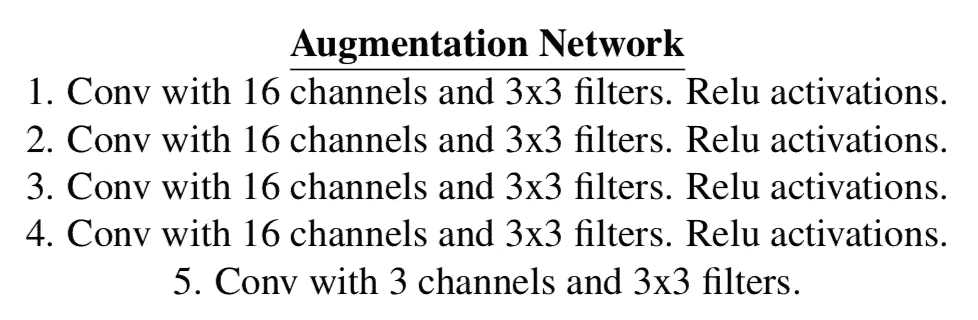 Augmentation Network
1. Conv with 16 channels and 3x3 filters. Relu activations.
2. Conv with 16 channels and 3x3 filters. Relu activations.
3. Conv with 16 channels and 3x3 filters. Relu activations.
4. Conv with 16 channels and 3x3 filters. Relu activations.
5. Conv with 3 channels and 3x3 filters.